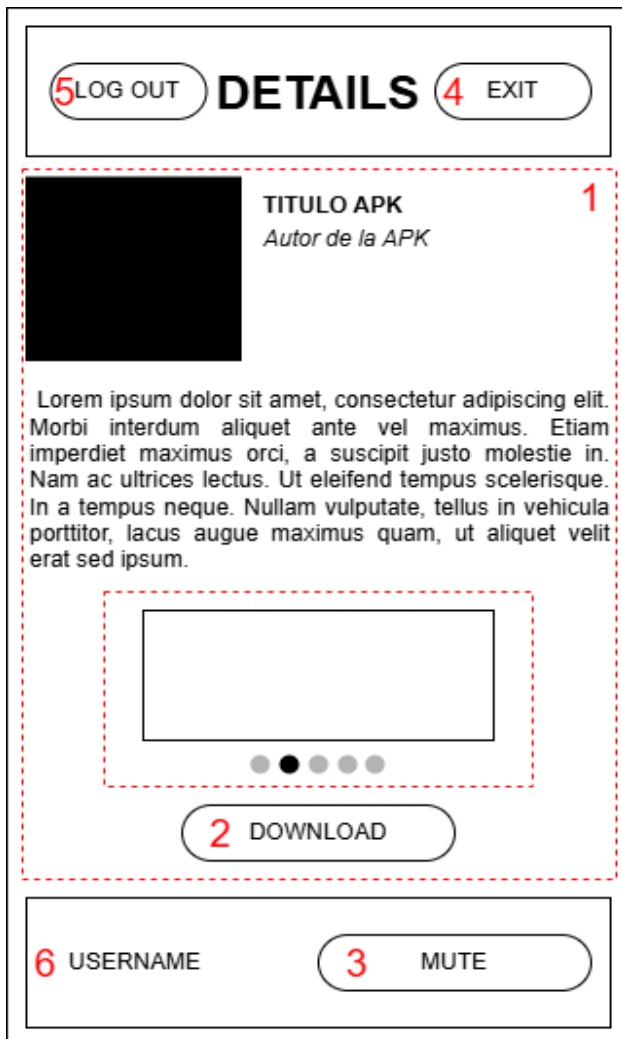 5 LOG OUT DETAILS 4 EXIT
TITULO APK 1
Autor de la APK
Lorem ipsum dolor sit amet, consectetur adipiscing elit.
Morbi interdum aliquet ante vel maximus. Etiam
imperdiet maximus orci, a suscipit justo molestie in.
Nam ac ultrices lectus. Ut eleifend tempus scelerisque.
In a tempus neque. Nullam vulputate, tellus in vehicula
porttitor, lacus augue maximus quam, ut aliquet velit
erat sed ipsum.
2 DOWNLOAD
6 USERNAME 3 MUTE